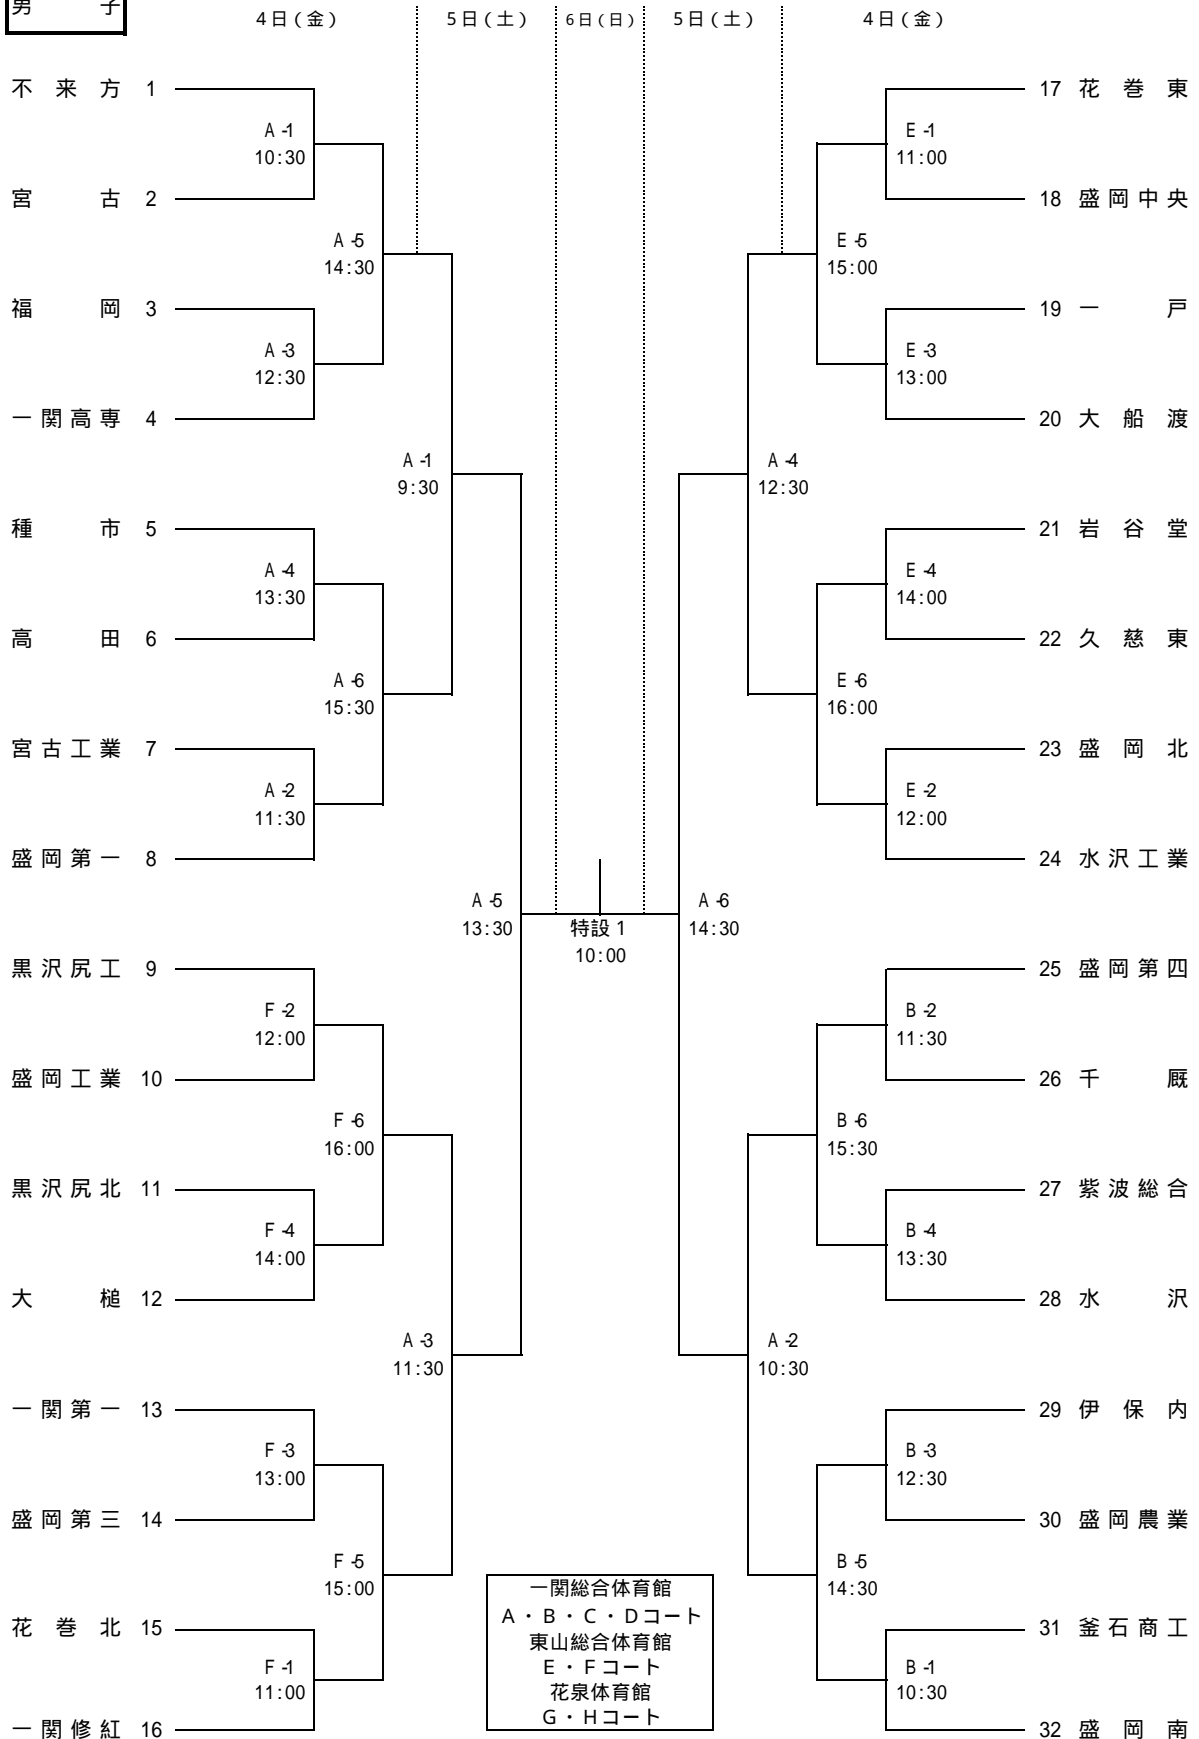 男 子
4日(金) 5日(土) 6日(日) 5日(土) 4日(金)
不来方 1
A-1
10:30
宮古 2
A-5
14:30
福岡 3
A-3
12:30
一関高専 4
A-1
9:30
種市 5
A-4
13:30
高田 6
A-6
15:30
宮古工業 7
A-2
11:30
盛岡第一 8
A-5
13:30
黒沢尻工 9
F-2
12:00
盛岡工業 10
F-6
16:00
黒沢尻北 11
F-4
14:00
大槌 12
A-3
11:30
一関第一 13
F-3
13:00
盛岡第三 14
F-5
15:00
花巻北 15
F-1
11:00
一関修紅 16
特設1
10:00
17 花巻東
E-1
11:00
18 盛岡中央
E-5
15:00
19 一戸
E-3
13:00
20 大船渡
A-4
12:30
21 岩谷堂
E-4
14:00
22 久慈東
E-6
16:00
23 盛岡北
E-2
12:00
24 水沢工業
A-6
14:30
25 盛岡第四
B-2
11:30
26 千厩
B-6
15:30
27 紫波総合
B-4
13:30
28 水沢
A-2
10:30
29 伊保内
B-3
12:30
30 盛岡農業
B-5
14:30
31 釜石商工
B-1
10:30
32 盛岡南
一関総合体育館
A・B・C・Dコート
東山総合体育館
E・Fコート
花泉体育館
G・Hコート